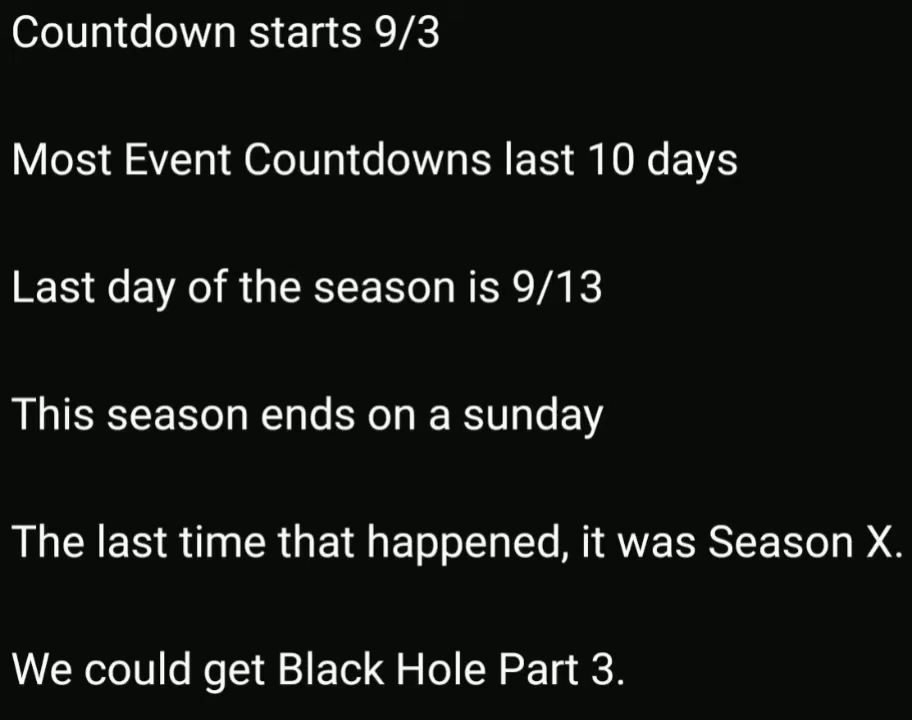 Countdown starts 9/3
Most Event Countdowns last 10 days
Last day of the season is 9/13
This season ends on a sunday
The last time that happened, it was Season X.
We could get Black Hole Part 3.